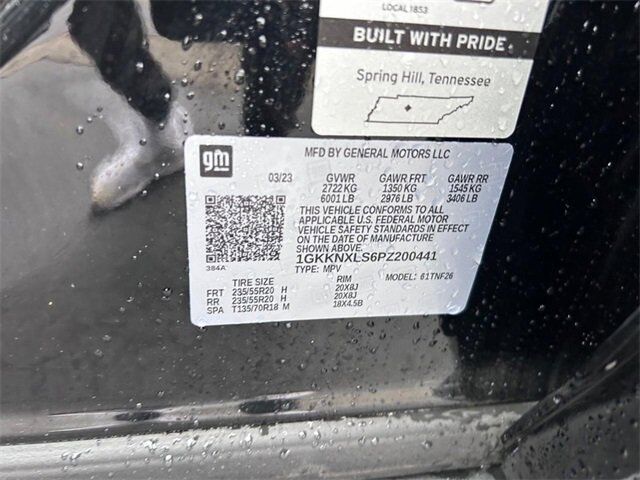 LOCAL 1853
BUILT WITH PRIDE
Spring Hill, Tennessee
gm
MFD BY GENERAL MOTORS LLC
03/23 GVWR GAWR FRT GAWR RR
2722 KG 1350 KG 1545 KG
6001 LB 2976 LB 3406 LB
THIS VEHICLE CONFORMS TO ALL
APPLICABLE U.S. FEDERAL MOTOR
VEHICLE SAFETY STANDARDS IN EFFECT
ON THE DATE OF MANUFACTURE
SHOWN ABOVE.
1GKKNXLS6PZ200441
384A TYPE: MPV MODEL: 61TNF26
TIRE SIZE RIM
FRT 235/55R20 H 20X8J
RR 235/55R20 H 20X8J
SPA T135/70R18 M 18X4.5B